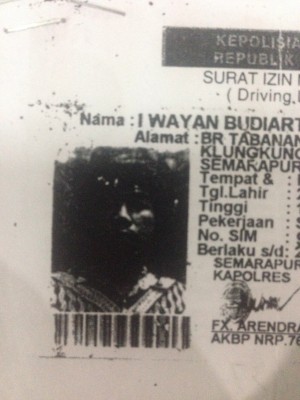 KEPOLISIA
REPUBLIK
SURAT IZIN
( Driving
Nama : I WAYAN BUDIART
Alamat : BR TABANAN
KLUNGKUNG
SEMARAPUR
Tempat & :
Tgl.Lahir
Tinggi
Pekerjaan
No. SIM
Berlaku s/d:
SEMARAPUR
KAPOLRES
FX. ARENDRA
AKBP NRP.76